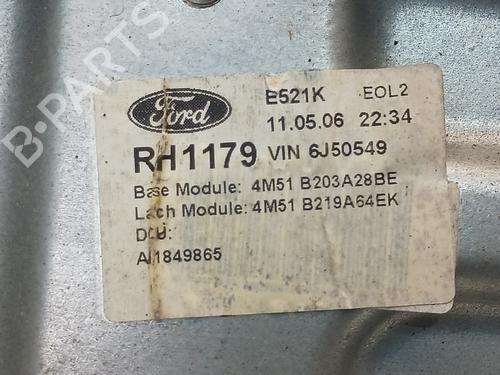 B-PARTS
Ford
E521K EOL2
11.05.06 22:34
RH1179 VIN 6J50549
Base Module: 4M51 B203A28BE
Lach Module: 4M51 B219A64EK
DCU:
AI1849865